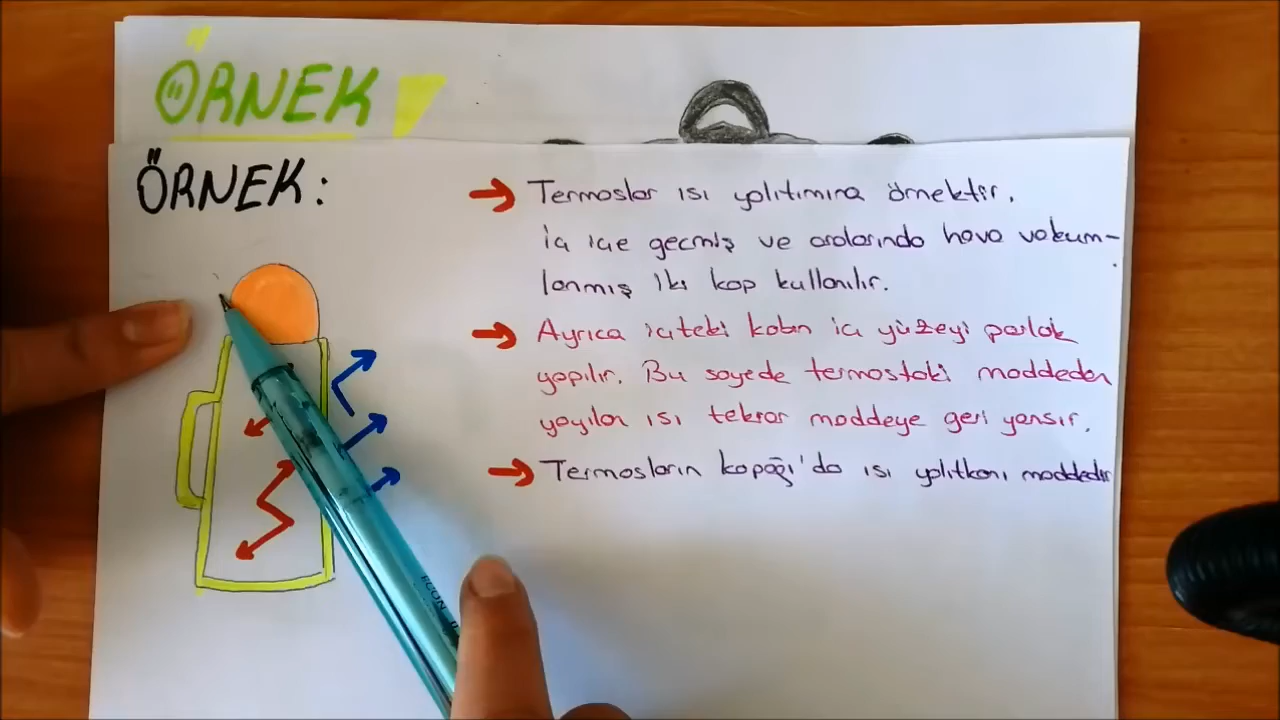 ÖRNEK
ÖRNEK:
→ Termoslar ısı yalıtımına örnektir.
İç içe geçmiş ve aralarında hava vakum-
lanmış iki kap kullanılır.
→ Ayrıca içteki kabın iç yüzeyi parlak
yapılır. Bu sayede termostaki maddeden
yayılan ısı tekrar maddeye geri yansır.
→ Termosların kapağı'da ısı yalıtkanı maddedir